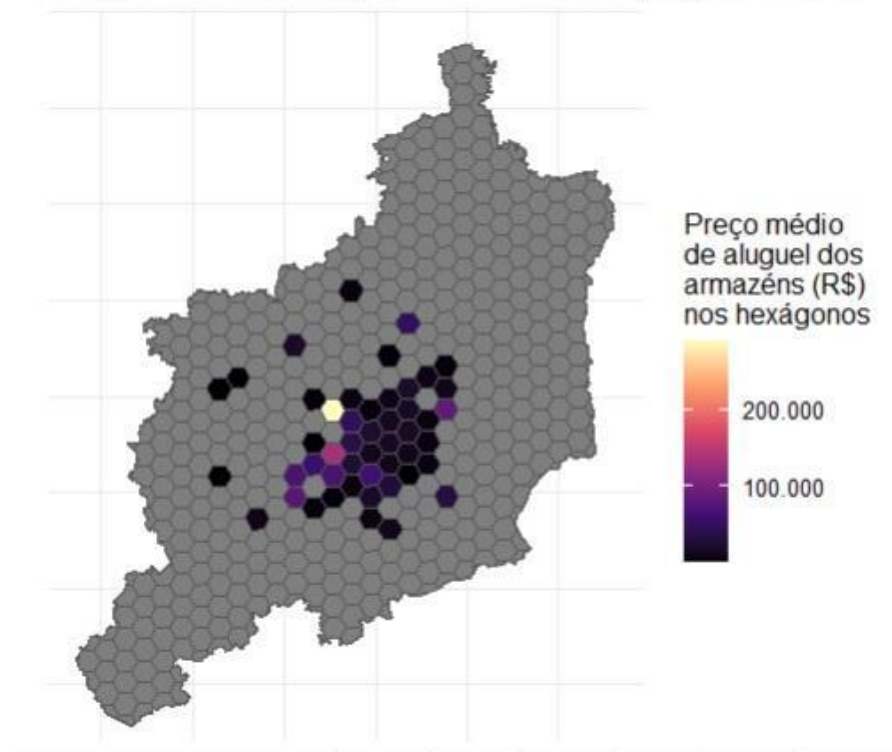 Preço médio
de aluguel dos
armazéns (R$)
nos hexágonos
200.000
100.000